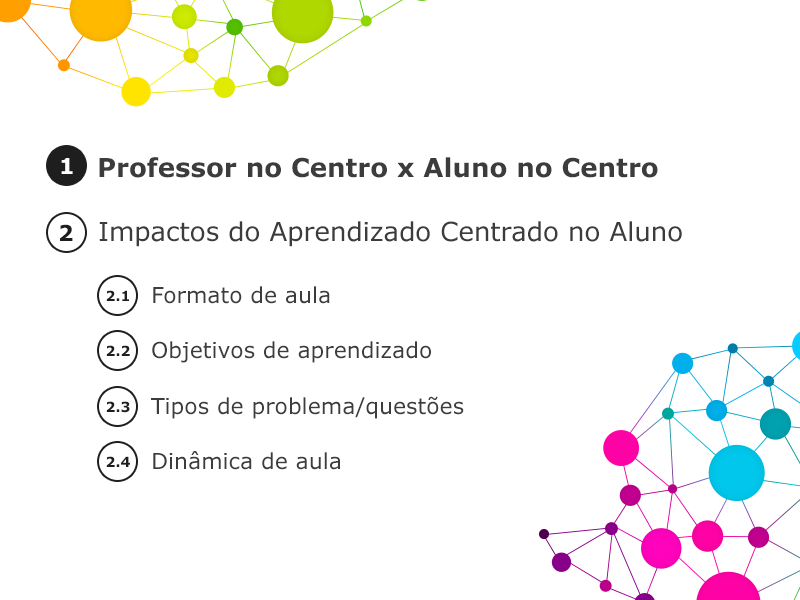 1 Professor no Centro x Aluno no Centro
2 Impactos do Aprendizado Centrado no Aluno
2.1 Formato de aula
2.2 Objetivos de aprendizado
2.3 Tipos de problema/questões
2.4 Dinâmica de aula